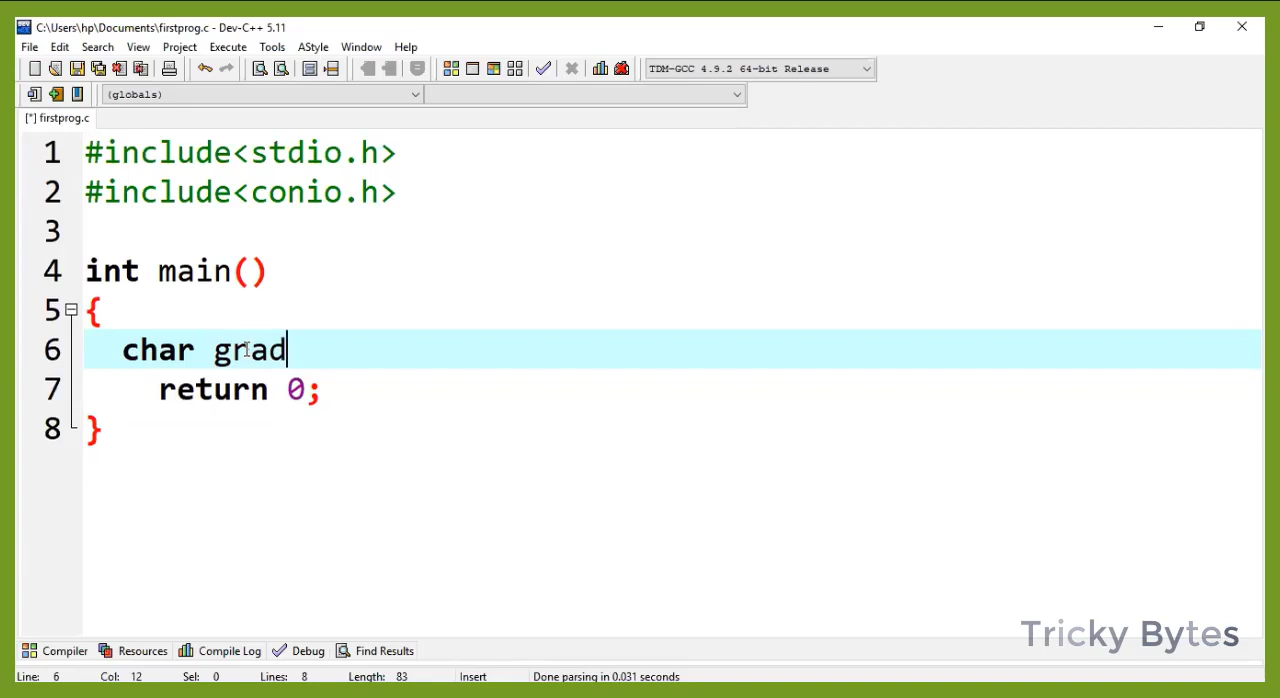 C:\Users\hp\Documents\firstprog.c - Dev-C++ 5.11
File Edit Search View Project Execute Tools AStyle Window Help
TDM-GCC 4.9.2 64-bit Release
(globals)
[*] firstprog.c
1 #include<stdio.h>
2 #include<conio.h>
3
4 int main()
5 {
6 char grad
7 return 0;
8 }
Tricky Bytes
Compiler Resources Compile Log Debug Find Results
Line: 6 Col: 12 Sel: 0 Lines: 8 Length: 83 Insert Done parsing in 0.031 seconds